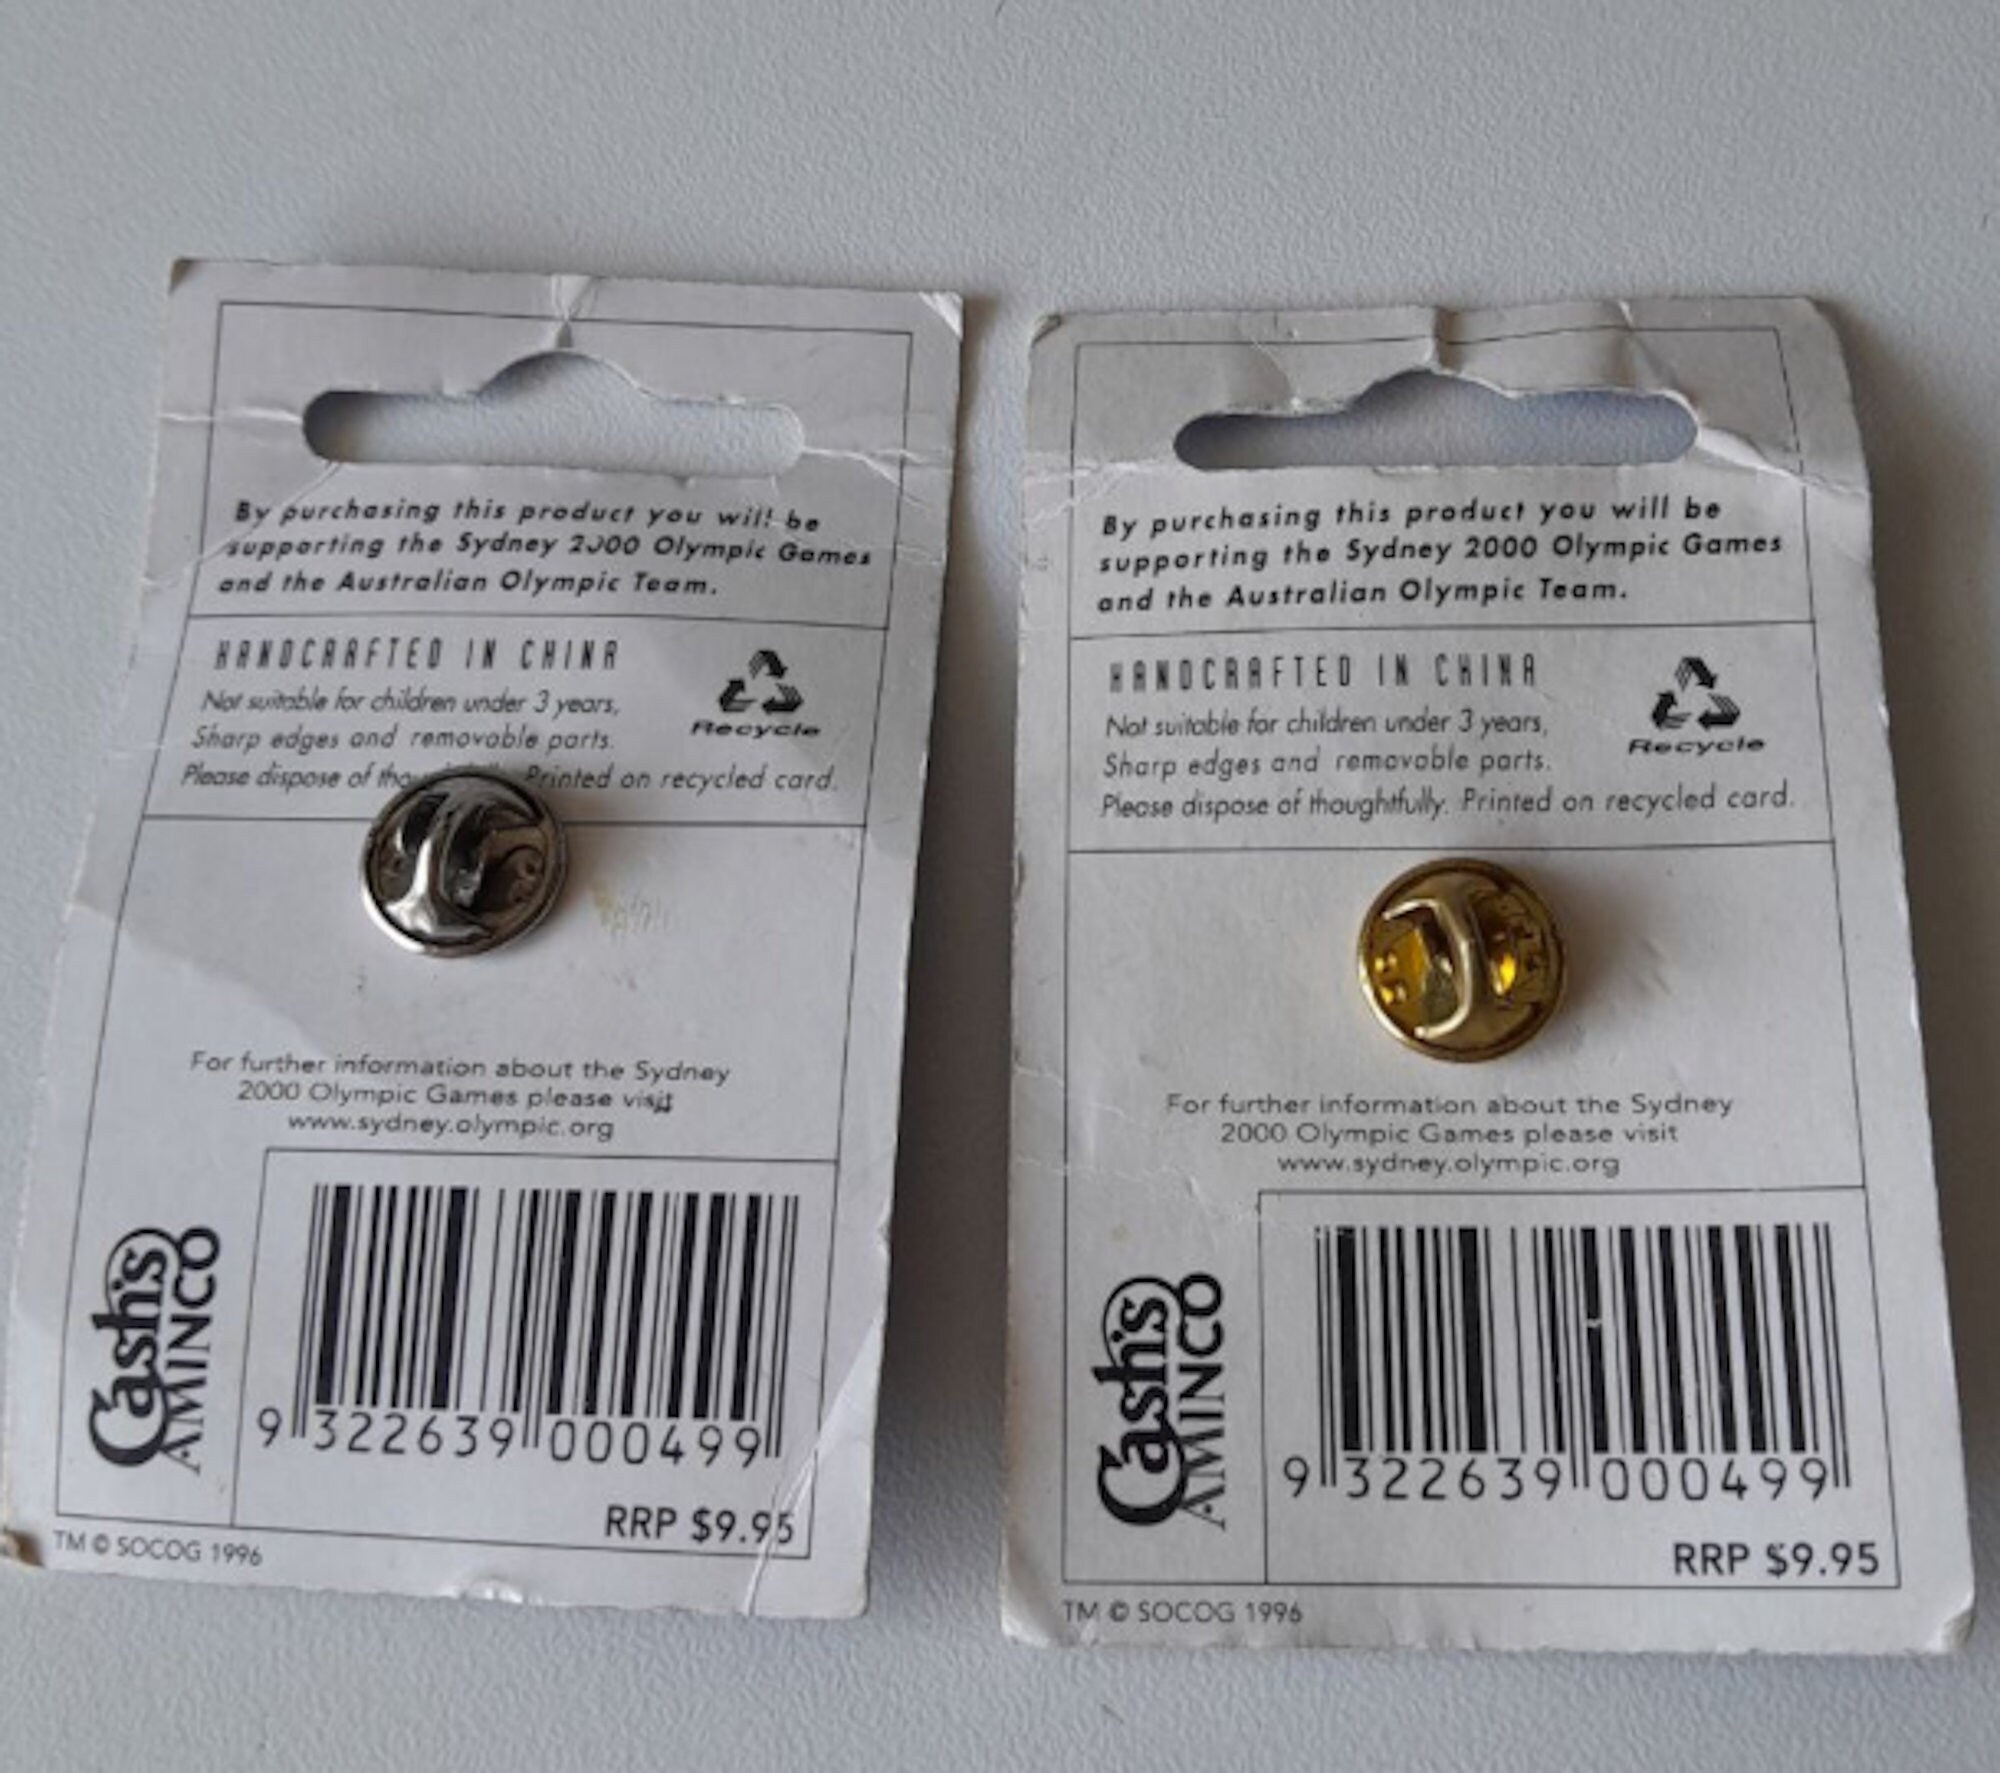 By purchasing this product you will be
supporting the Sydney 2000 Olympic Games
and the Australian Olympic Team.
HANDCRAFTED IN CHINA
Not suitable for children under 3 years,
Sharp edges and removable parts.
Recycle
Please dispose of Printed on recycled card.
For further information about the Sydney
2000 Olympic Games please visit
www.sydney.olympic.org
Cash's
AMINCO
9 322639 000499
RRP $9.95
TM © SOCOG 1996
By purchasing this product you will be
supporting the Sydney 2000 Olympic Games
and the Australian Olympic Team.
HANDCRAFTED IN CHINA
Not suitable for children under 3 years,
Sharp edges and removable parts.
Recycle
Please dispose of thoughtfully. Printed on recycled card.
For further information about the Sydney
2000 Olympic Games please visit
www.sydney.olympic.org
Cash's
AMINCO
9 322639 000499
RRP $9.95
TM © SOCOG 1996